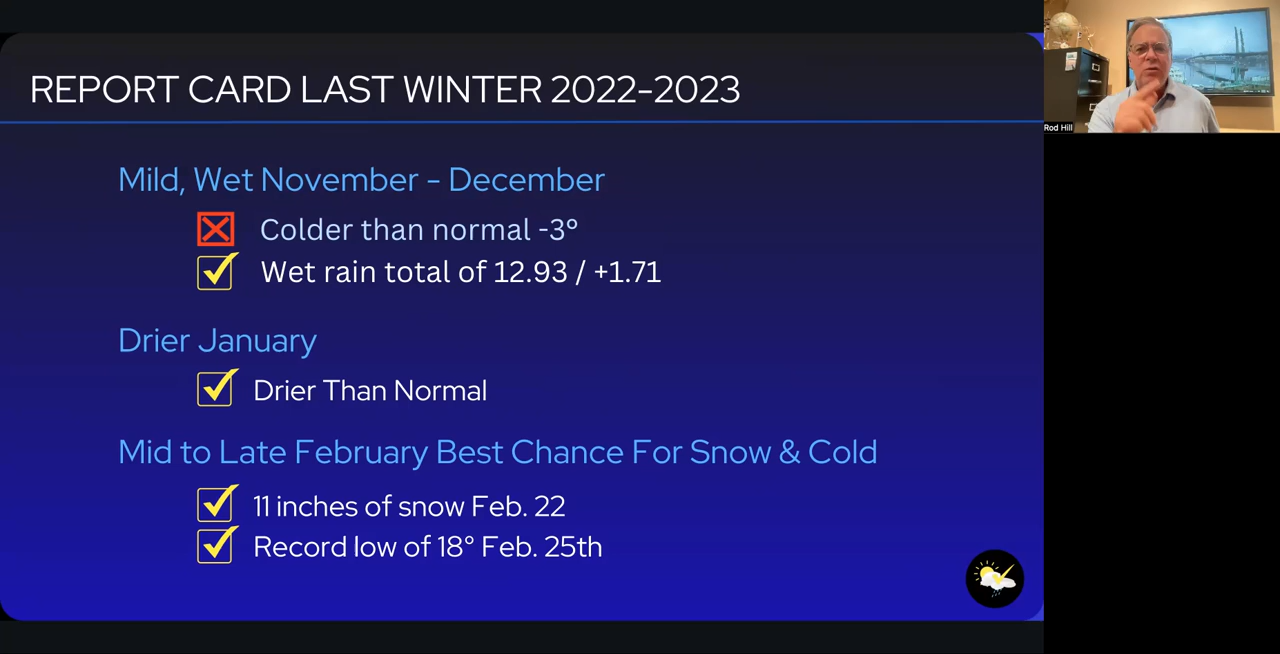 REPORT CARD LAST WINTER 2022-2023
Rod Hill
Mild, Wet November - December
Colder than normal -3°
Wet rain total of 12.93 / +1.71
Drier January
Drier Than Normal
Mid to Late February Best Chance For Snow & Cold
11 inches of snow Feb. 22
Record low of 18° Feb. 25th